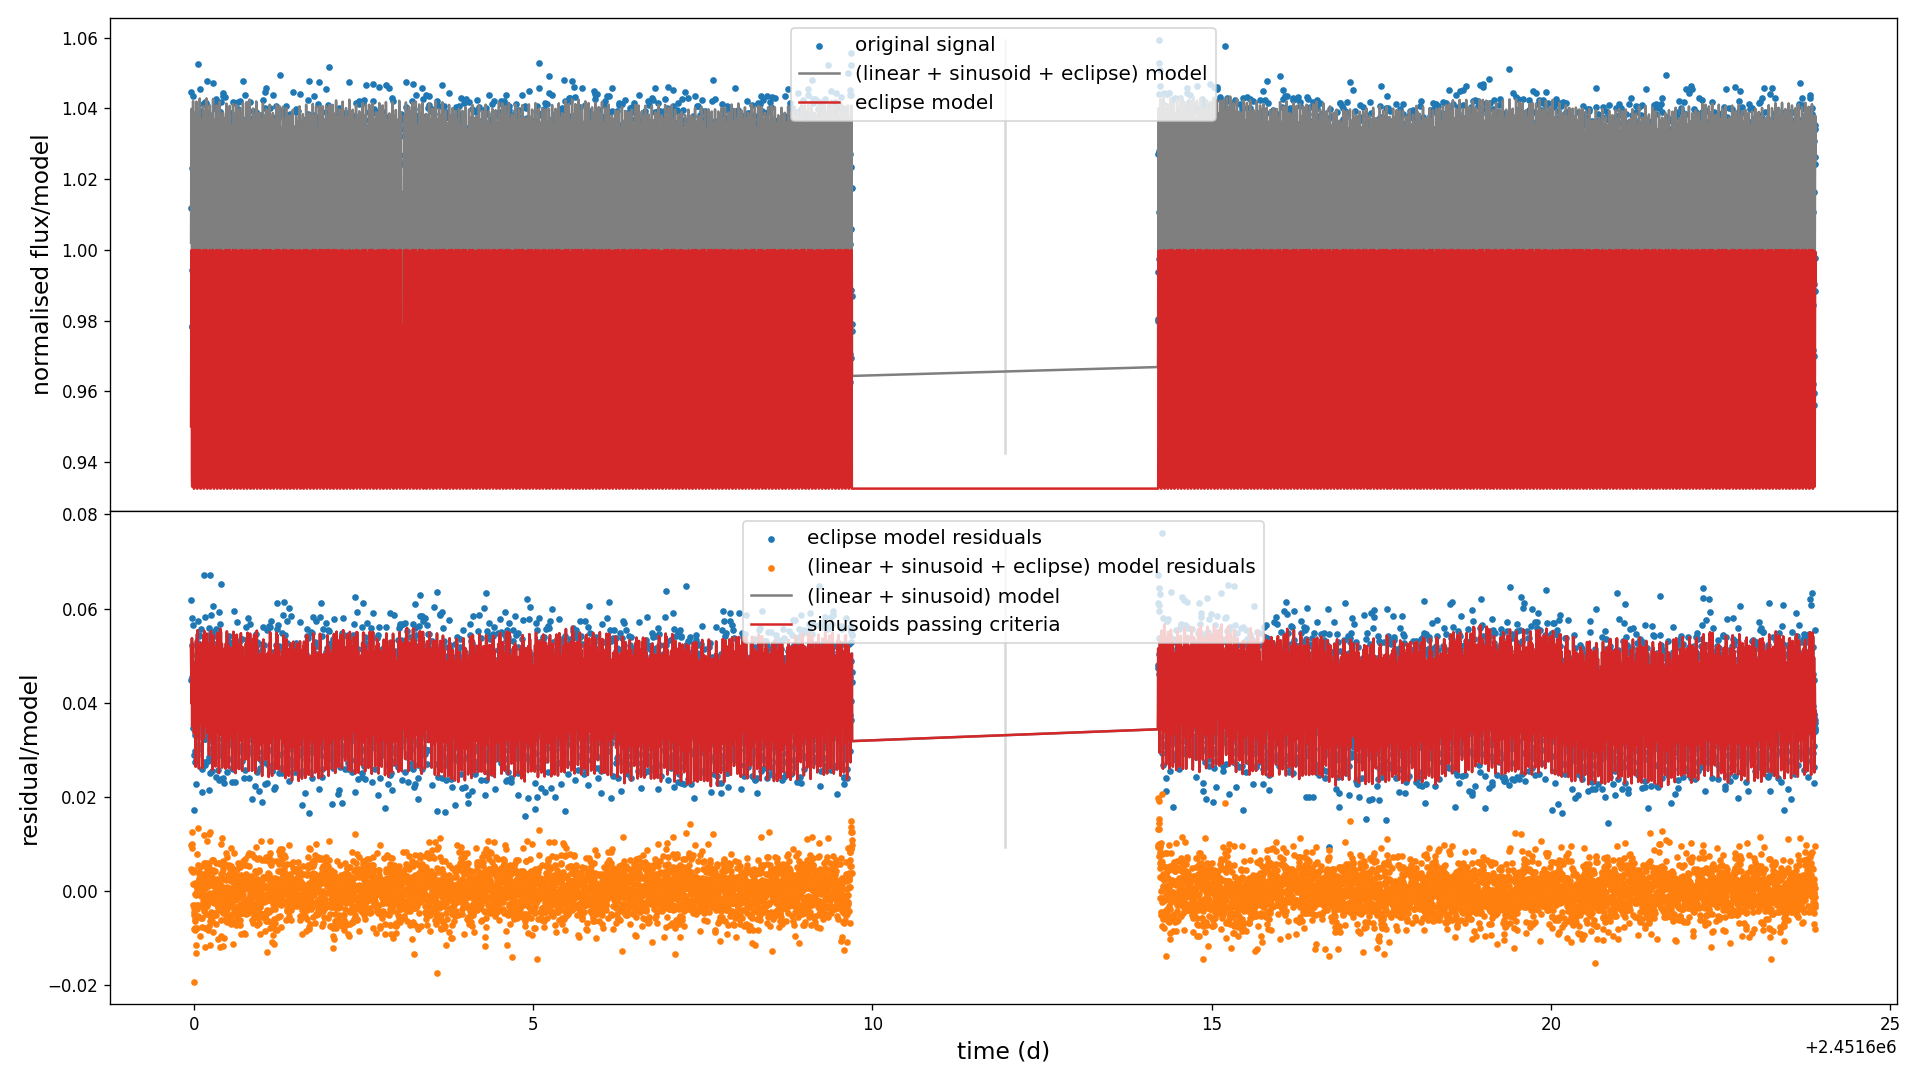 normalised flux/model
1.06
1.04
1.02
1.00
0.98
0.96
0.94
original signal
(linear + sinusoid + eclipse) model
eclipse model
residual/model
0.08
0.06
0.04
0.02
0.00
−0.02
eclipse model residuals
(linear + sinusoid + eclipse) model residuals
(linear + sinusoid) model
sinusoids passing criteria
0
5
10
15
20
25
time (d)
+2.4516e6